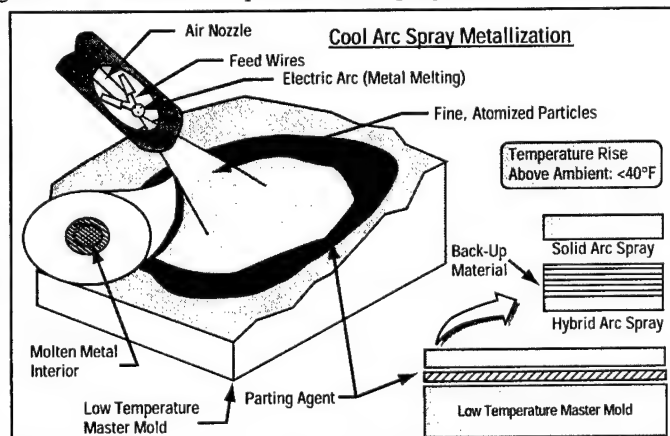 Cool Arc Spray Metallization
Air Nozzle
Feed Wires
Electric Arc (Metal Melting)
Fine, Atomized Particles
Temperature Rise
Above Ambient: <40°F
Solid Arc Spray
Back-Up
Material
Hybrid Arc Spray
Molten Metal
Interior
Low Temperature
Master Mold
Parting Agent
Low Temperature Master Mold